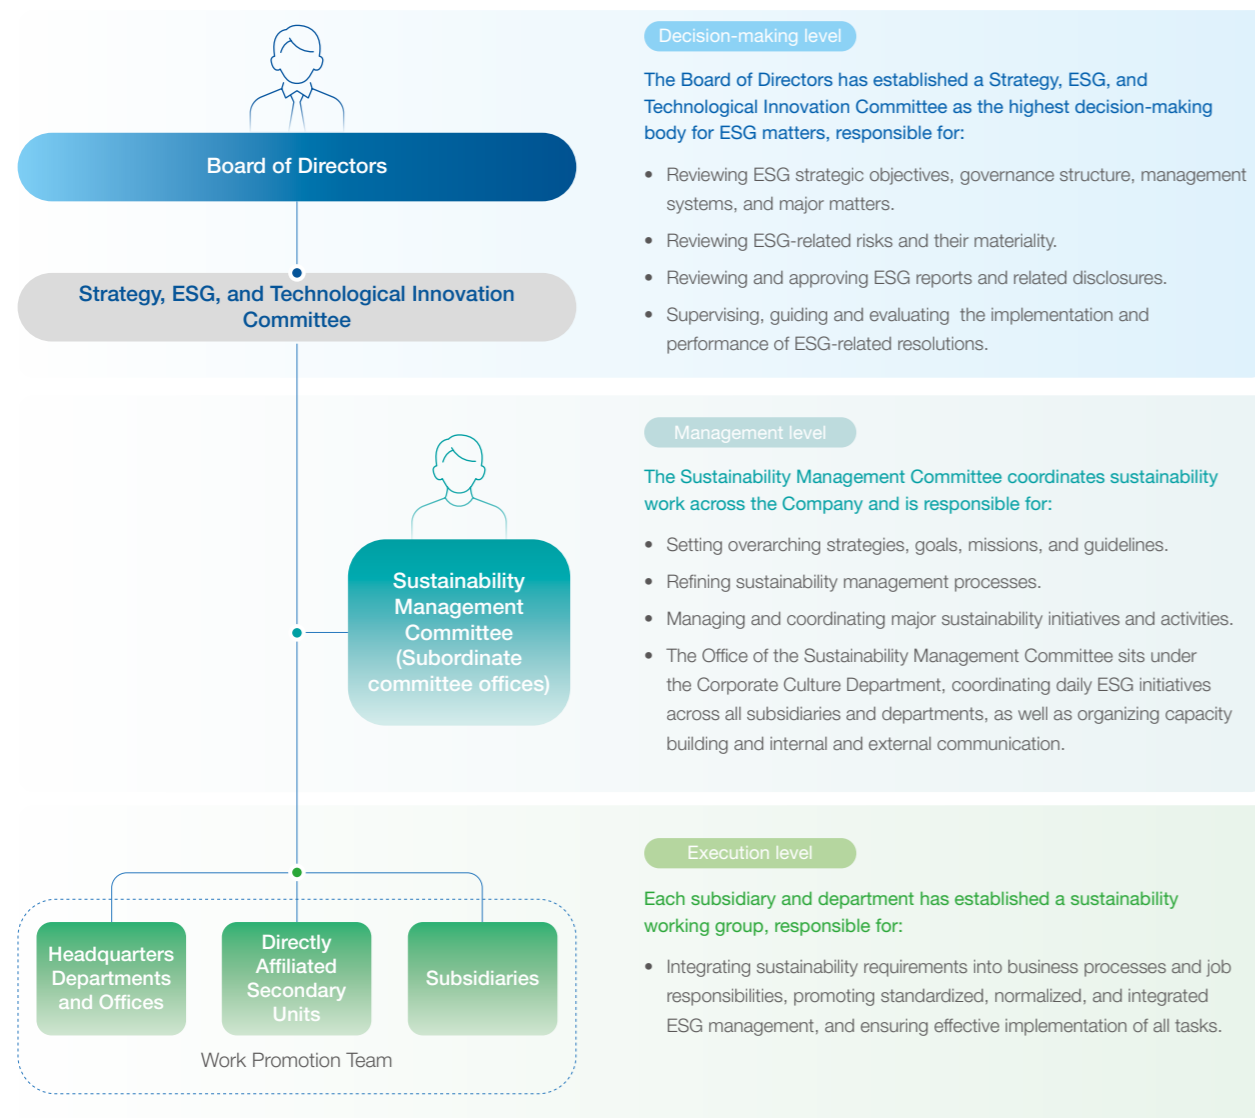 Board of Directors
Strategy, ESG, and Technological Innovation
Committee
Decision-making level
The Board of Directors has established a Strategy, ESG, and
Technological Innovation Committee as the highest decision-making
body for ESG matters, responsible for:
• Reviewing ESG strategic objectives, governance structure, management
systems, and major matters.
• Reviewing ESG-related risks and their materiality.
• Reviewing and approving ESG reports and related disclosures.
• Supervising, guiding and evaluating the implementation and
performance of ESG-related resolutions.
Sustainability
Management
Committee
(Subordinate
committee offices)
Management level
The Sustainability Management Committee coordinates sustainability
work across the Company and is responsible for:
• Setting overarching strategies, goals, missions, and guidelines.
• Refining sustainability management processes.
• Managing and coordinating major sustainability initiatives and activities.
• The Office of the Sustainability Management Committee sits under
the Corporate Culture Department, coordinating daily ESG initiatives
across all subsidiaries and departments, as well as organizing capacity
building and internal and external communication.
Headquarters
Departments
and Offices
Directly
Affiliated
Secondary
Units
Subsidiaries
Work Promotion Team
Execution level
Each subsidiary and department has established a sustainability
working group, responsible for:
• Integrating sustainability requirements into business processes and job
responsibilities, promoting standardized, normalized, and integrated
ESG management, and ensuring effective implementation of all tasks.